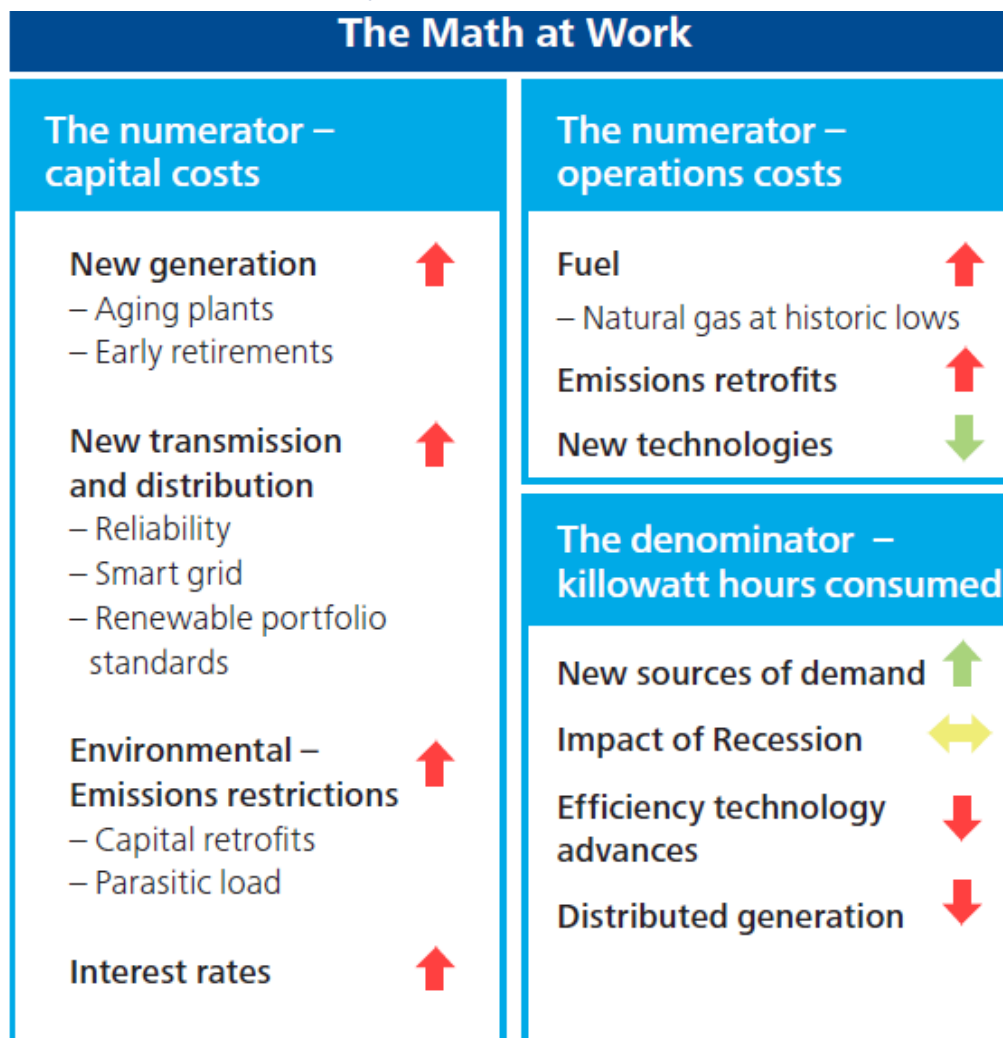 The Math at Work
The numerator –
capital costs
New generation
– Aging plants
– Early retirements
New transmission
and distribution
– Reliability
– Smart grid
– Renewable portfolio
standards
Environmental –
Emissions restrictions
– Capital retrofits
– Parasitic load
Interest rates
The numerator –
operations costs
Fuel
– Natural gas at historic lows
Emissions retrofits
New technologies
The denominator –
killowatt hours consumed
New sources of demand
Impact of Recession
Efficiency technology
advances
Distributed generation